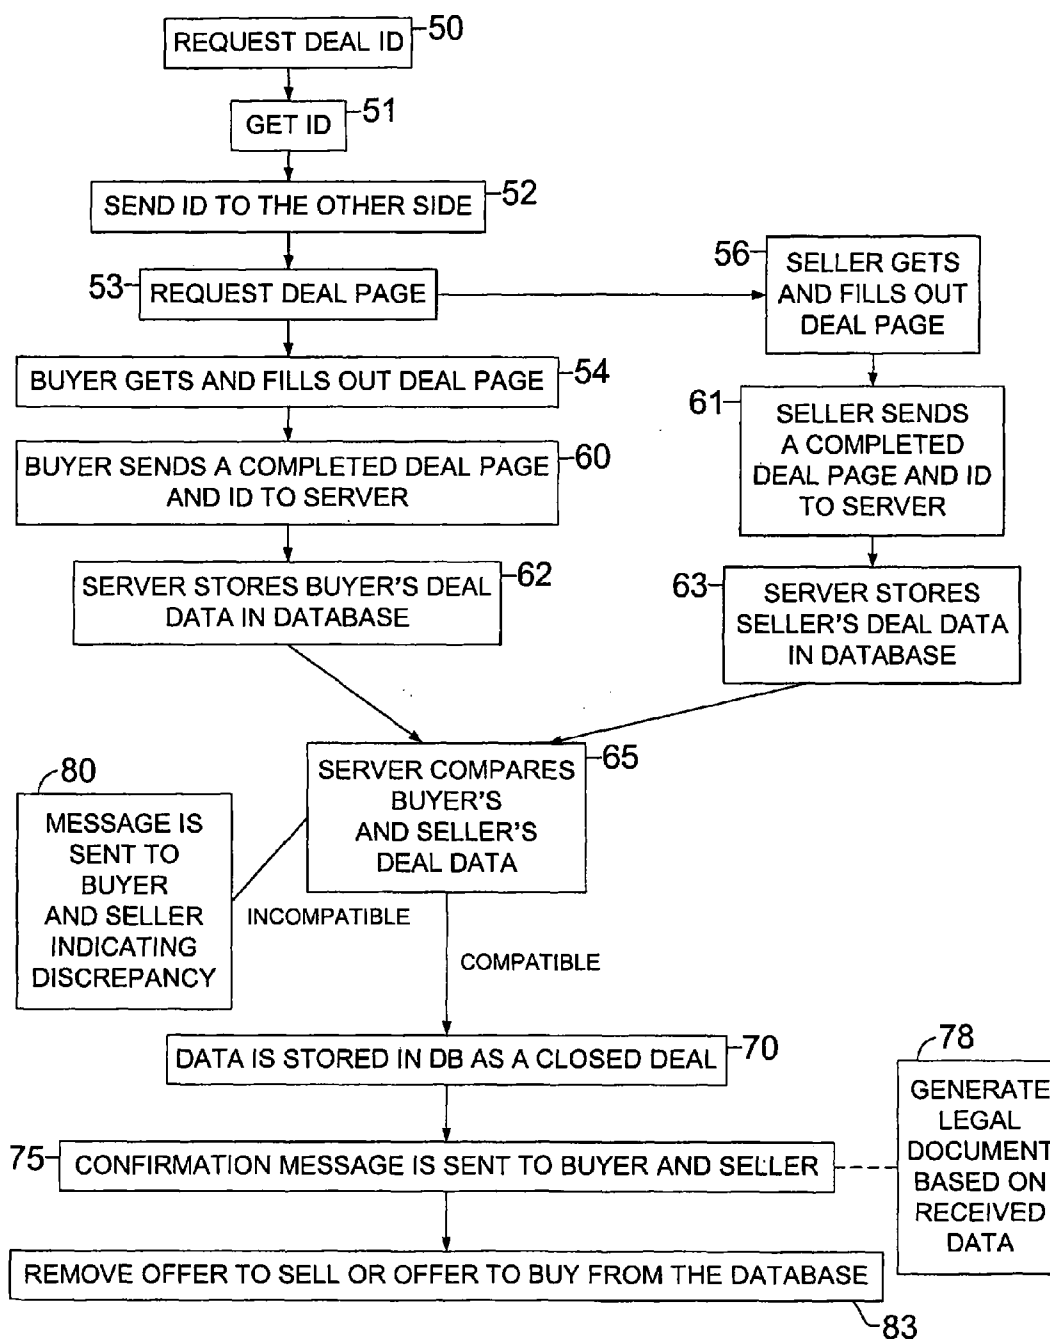 50
REQUEST DEAL ID
51
GET ID
52
SEND ID TO THE OTHER SIDE
53
REQUEST DEAL PAGE
56
SELLER GETS
AND FILLS OUT
DEAL PAGE
54
BUYER GETS AND FILLS OUT DEAL PAGE
60
BUYER SENDS A COMPLETED DEAL PAGE
AND ID TO SERVER
61
SELLER SENDS
A COMPLETED
DEAL PAGE AND ID
TO SERVER
62
SERVER STORES BUYER'S DEAL
DATA IN DATABASE
63
SERVER STORES
SELLER'S DEAL DATA
IN DATABASE
65
SERVER COMPARES
BUYER'S
AND SELLER'S
DEAL DATA
80
MESSAGE IS
SENT TO
BUYER
AND SELLER
INDICATING
DISCREPANCY
INCOMPATIBLE
COMPATIBLE
70
DATA IS STORED IN DB AS A CLOSED DEAL
75
CONFIRMATION MESSAGE IS SENT TO BUYER AND SELLER
78
GENERATE
LEGAL
DOCUMENT
BASED ON
RECEIVED
DATA
REMOVE OFFER TO SELL OR OFFER TO BUY FROM THE DATABASE
83